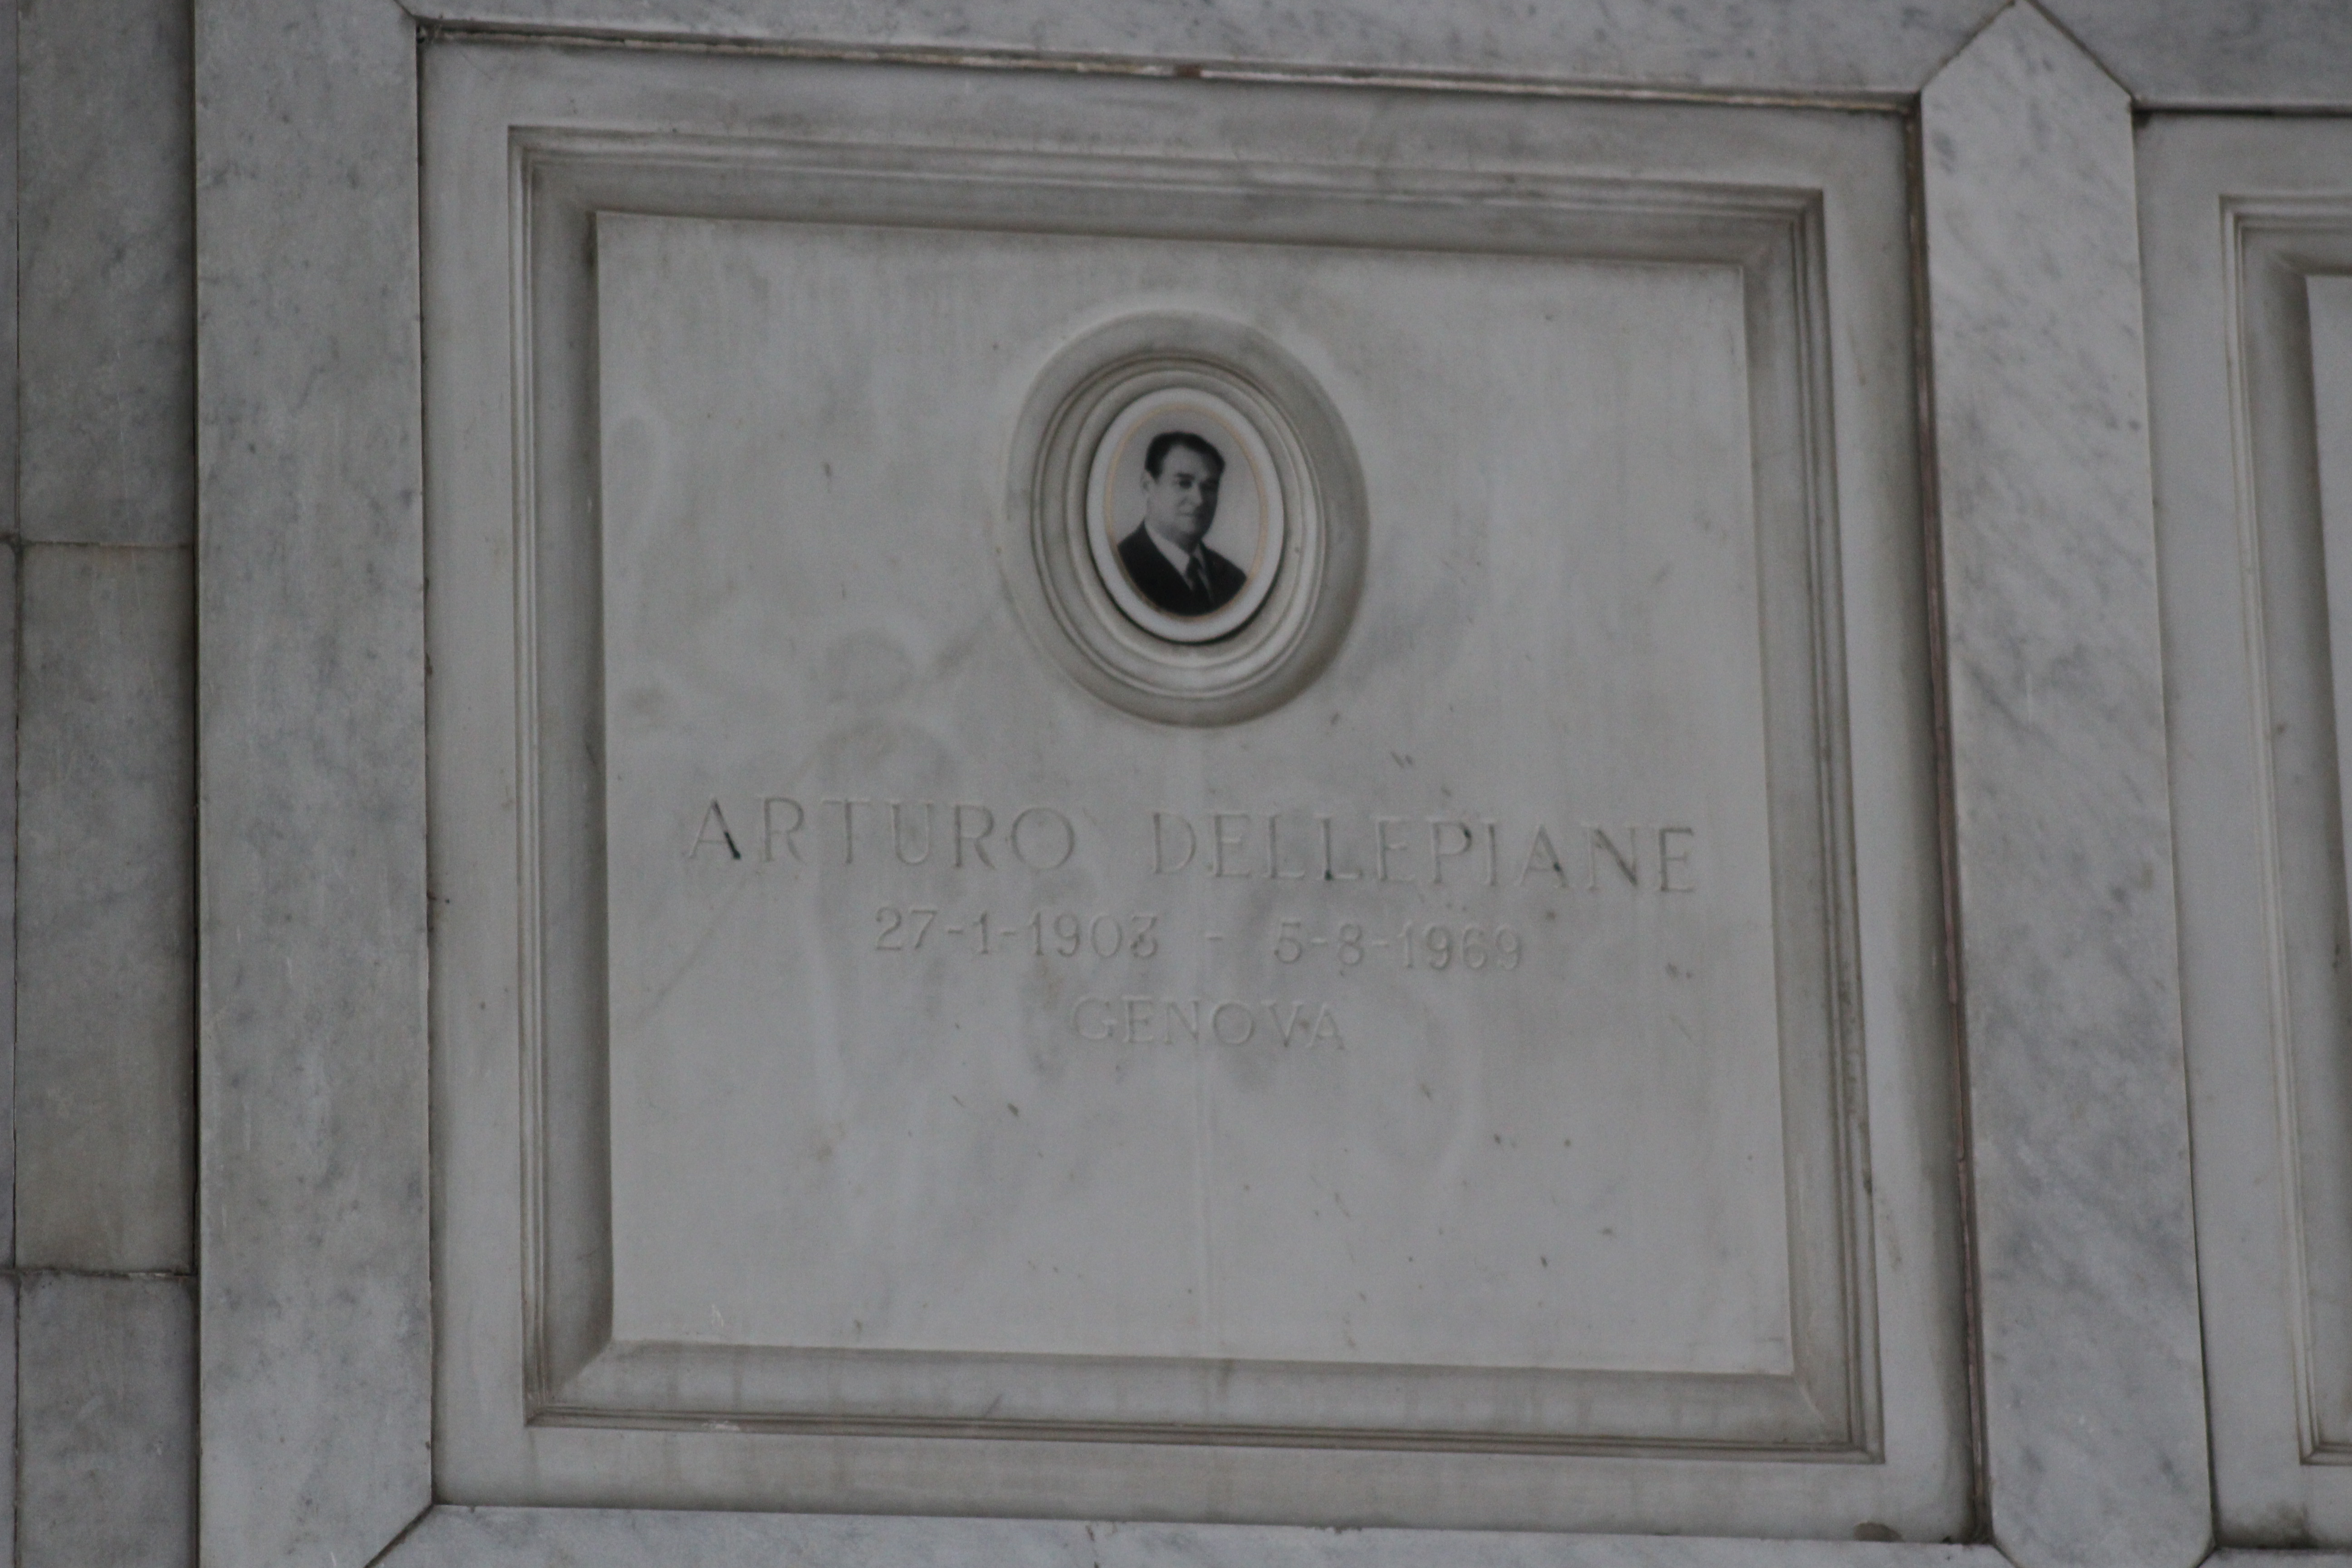 ARTURO DELLEPIANE
27-1-1903 - 5-8-1969
GENOVA